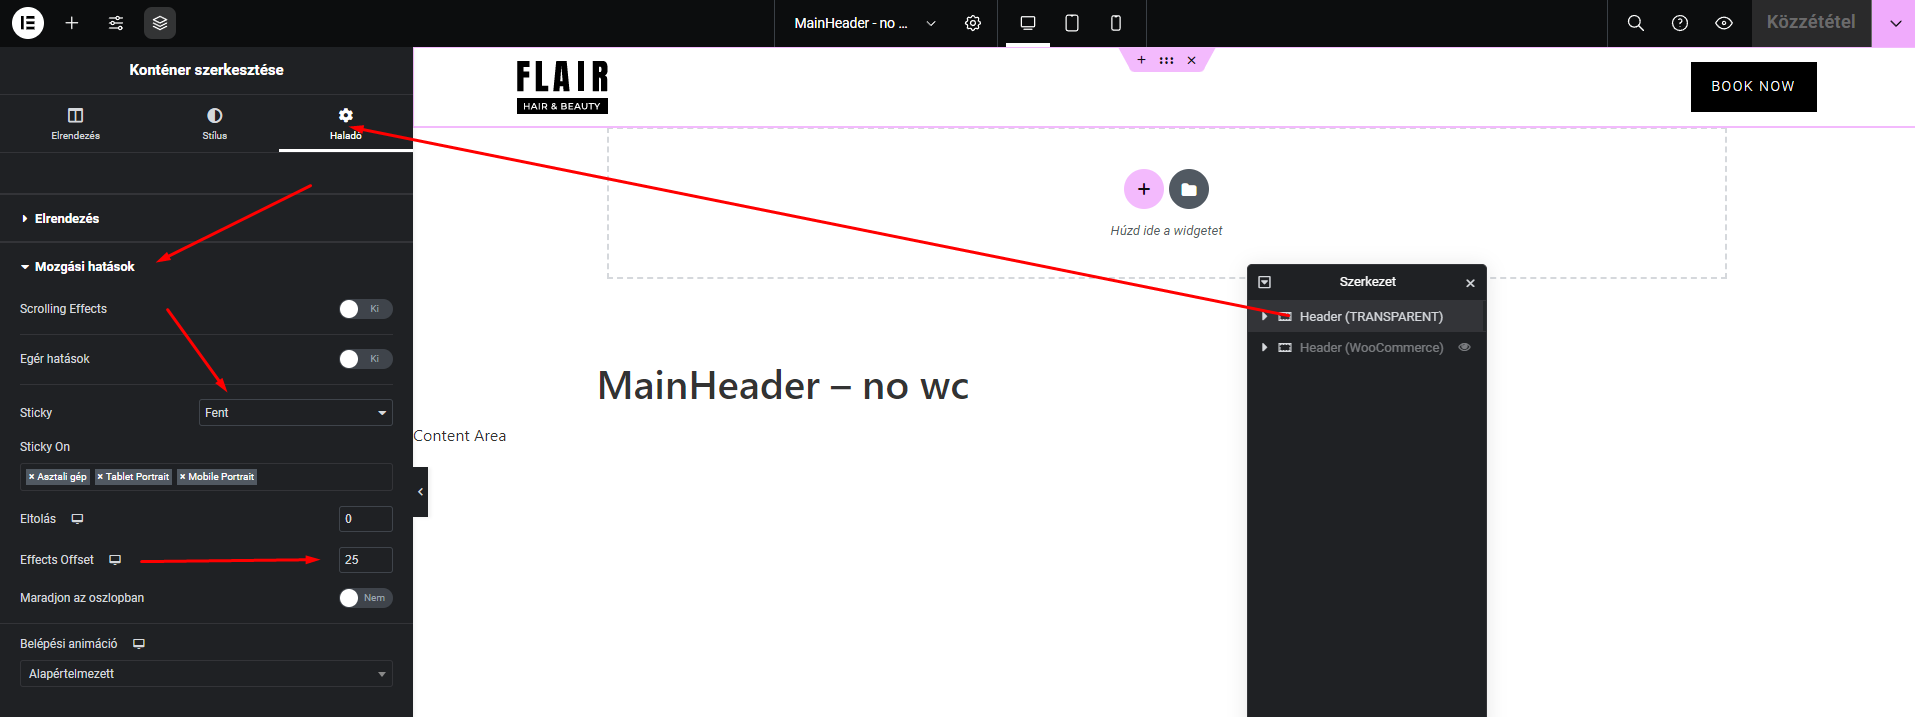 MainHeader - no ...
Közzététel
Konténer szerkesztése
Elrendezés
Stílus
Haladó
Elrendezés
Mozgási hatások
Scrolling Effects
Ki
Egér hatások
Ki
Sticky
Fent
Sticky On
× Asztali gép × Tablet Portrait × Mobile Portrait
Eltolás
0
Effects Offset
25
Maradjon az oszlopban
Nem
Belépési animáció
Alapértelmezett
FLAIR
HAIR & BEAUTY
BOOK NOW
Húzd ide a widgetet
MainHeader – no wc
Content Area
Szerkezet
Header (TRANSPARENT)
Header (WooCommerce)